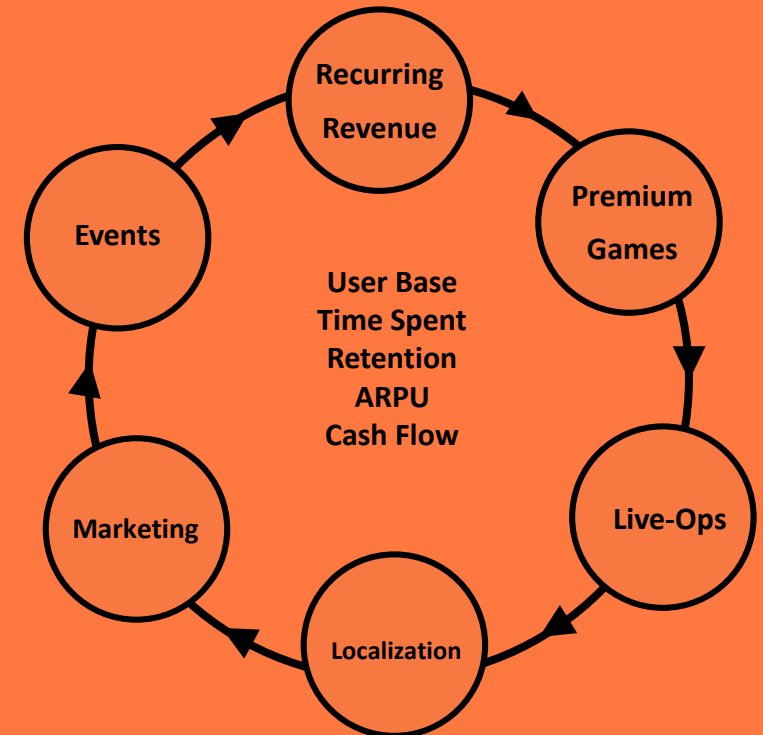 Recurring
Revenue
Premium
Games
Events
User Base
Time Spent
Retention
ARPU
Cash Flow
Live-Ops
Marketing
Localization